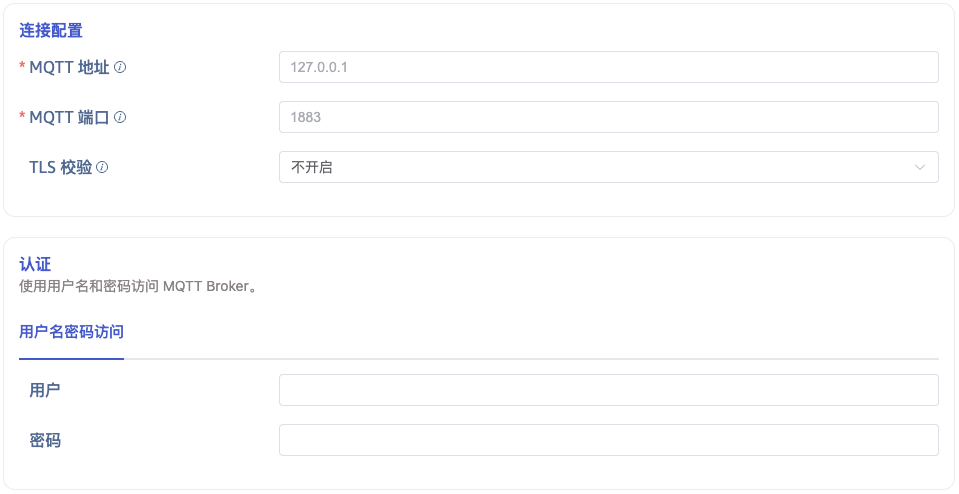 连接配置
* MQTT 地址
127.0.0.1
* MQTT 端口
1883
TLS 校验
不开启
认证
使用用户名和密码访问 MQTT Broker。
用户名密码访问
用户
密码